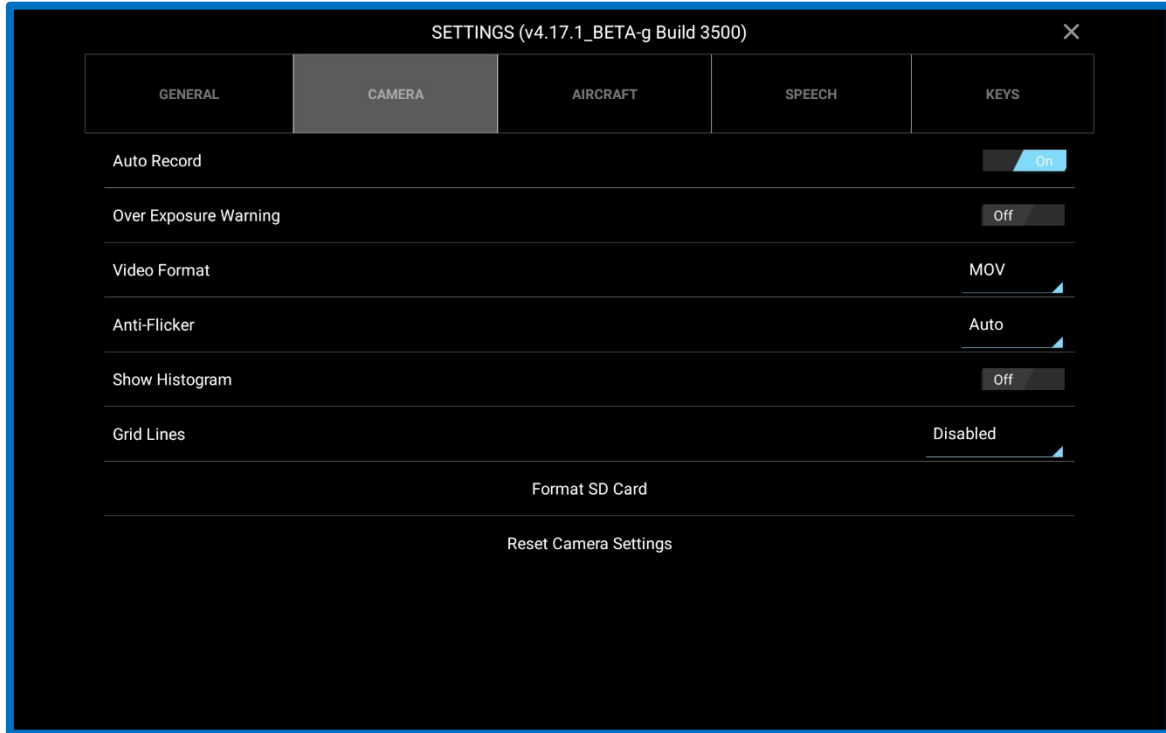 SETTINGS (v4.17.1_BETA-g Build 3500)
GENERAL CAMERA AIRCRAFT SPEECH KEYS
Auto Record On
Over Exposure Warning Off
Video Format MOV
Anti-Flicker Auto
Show Histogram Off
Grid Lines Disabled
Format SD Card
Reset Camera Settings